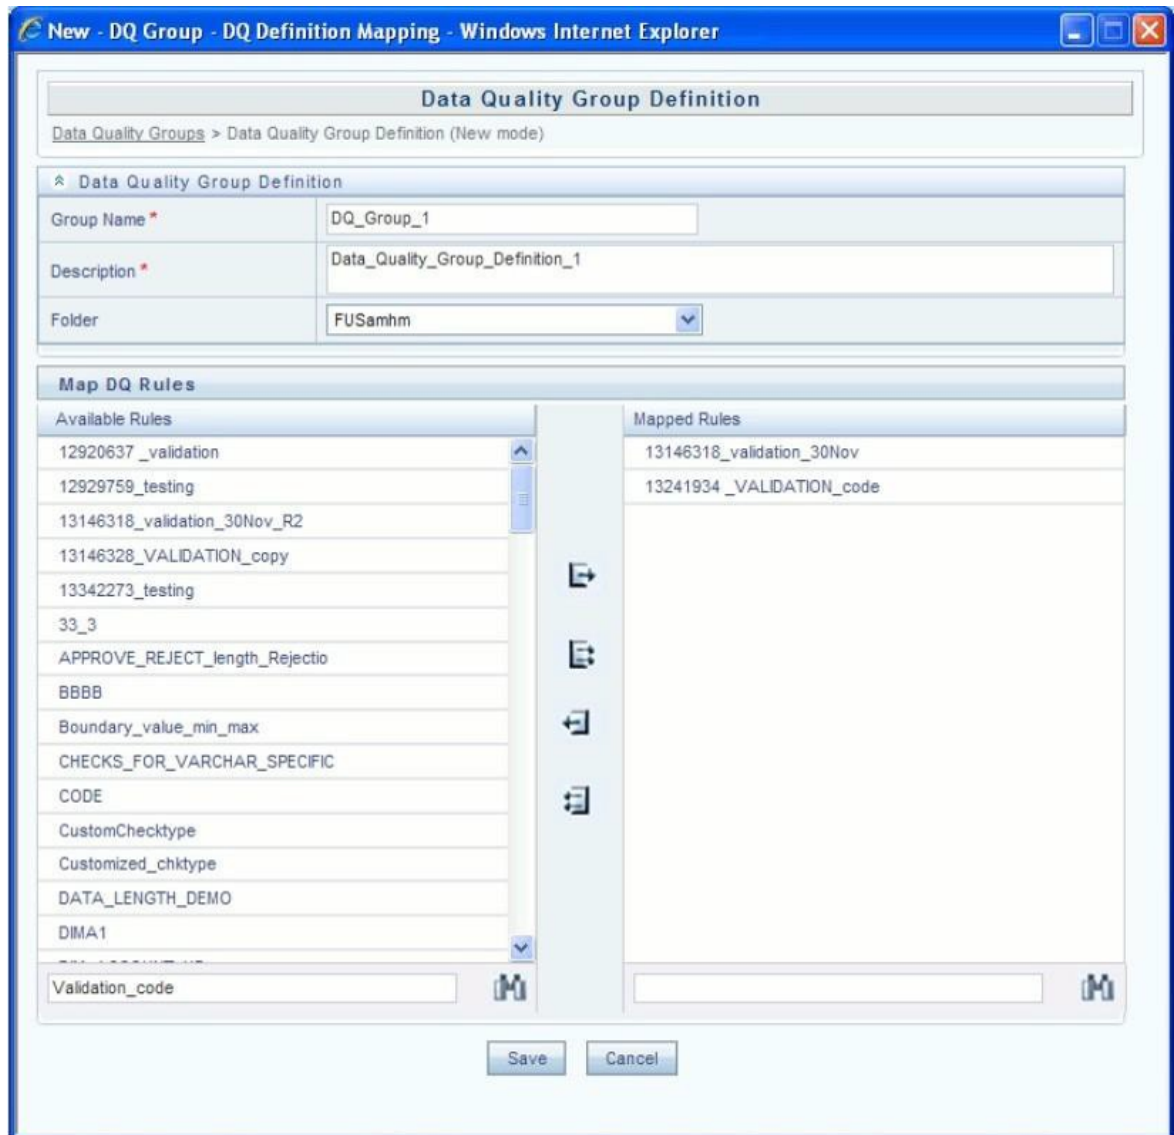 New - DQ Group - DQ Definition Mapping - Windows Internet Explorer
Data Quality Group Definition
Data Quality Groups > Data Quality Group Definition (New mode)
Data Quality Group Definition
Group Name * DQ_Group_1
Description * Data_Quality_Group_Definition_1
Folder FUSamhm
Map DQ Rules
Available Rules
12920637 _validation
12929759_testing
13146318_validation_30Nov_R2
13146328_VALIDATION_copy
13342273_testing
33_3
APPROVE_REJECT_length_Rejectio
BBBB
Boundary_value_min_max
CHECKS_FOR_VARCHAR_SPECIFIC
CODE
CustomChecktype
Customized_chktype
DATA_LENGTH_DEMO
DIMA1
Validation_code
Mapped Rules
13146318_validation_30Nov
13241934 _VALIDATION_code
Save Cancel